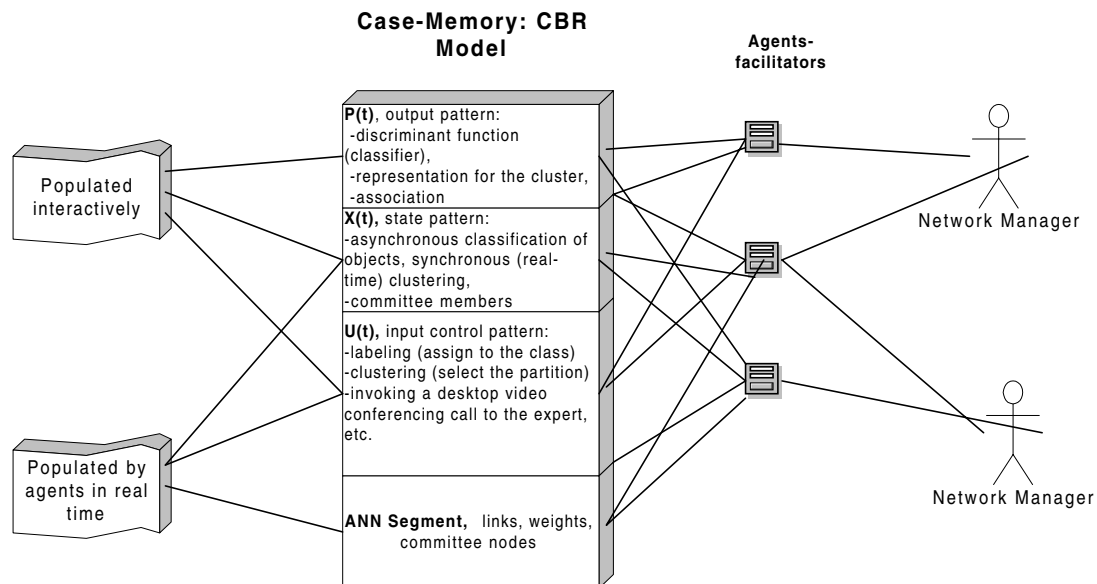 Case-Memory: CBR
Model
Agents-
facilitators
P(t), output pattern:
-discriminant function
(classifier),
-representation for the cluster,
-association
Populated
interactively
X(t), state pattern:
-asynchronous classification of
objects, synchronous (real-
time) clustering,
-committee members
Network Manager
U(t), input control pattern:
-labeling (assign to the class)
-clustering (select the partition)
-invoking a desktop video
conferencing call to the expert,
etc.
Populated by
agents in real
time
Network Manager
ANN Segment, links, weights,
committee nodes